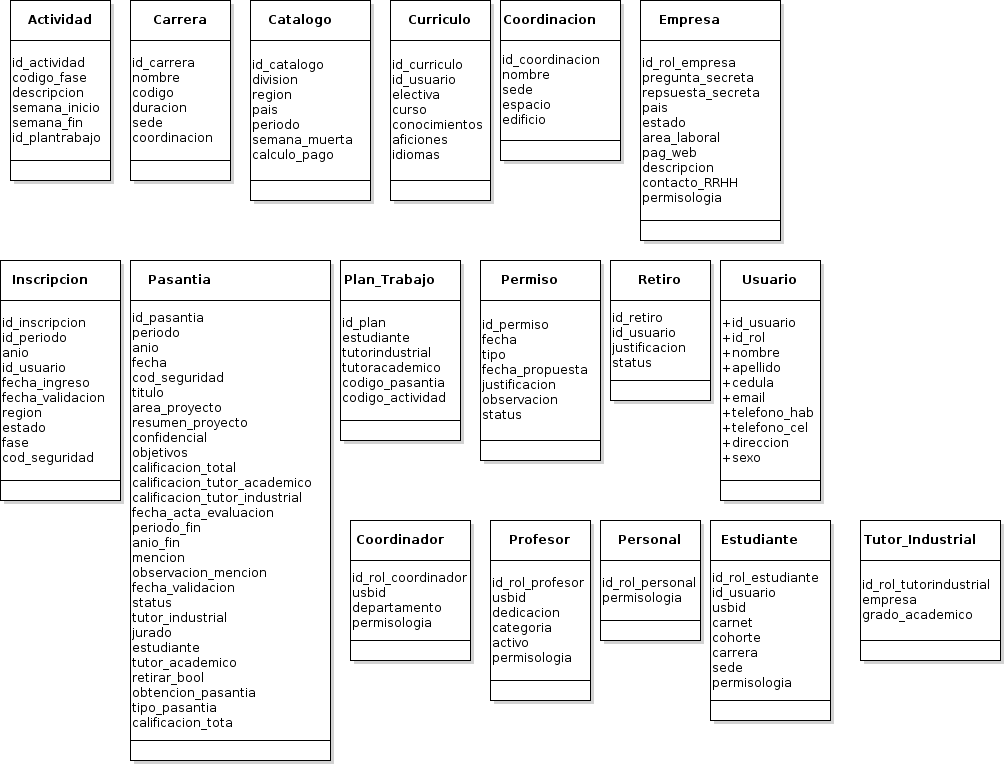 Actividad
id_actividad
codigo_fase
descripcion
semana_inicio
semana_fin
id_plantrabajo
Carrera
id_carrera
nombre
codigo
duracion
sede
coordinacion
Catalogo
id_catalogo
division
region
pais
periodo
semana_muerta
calculo_pago
Curriculo
id_curriculo
id_usuario
electiva
curso
conocimientos
aficiones
idiomas
Coordinacion
id_coordinacion
nombre
sede
espacio
edificio
Empresa
id_rol_empresa
pregunta_secreta
repsuesta_secreta
pais
estado
area_laboral
pag_web
descripcion
contacto_RRHH
permisologia
Inscripcion
id_inscripcion
id_periodo
anio
id_usuario
fecha_ingreso
fecha_validacion
region
estado
fase
cod_seguridad
Pasantia
id_pasantia
periodo
anio
fecha
cod_seguridad
titulo
area_proyecto
resumen_proyecto
confidencial
objetivos
calificacion_total
calificacion_tutor_academico
calificacion_tutor_industrial
fecha_acta_evaluacion
periodo_fin
anio_fin
mencion
observacion_mencion
fecha_validacion
status
tutor_industrial
jurado
estudiante
tutor_academico
retirar_bool
obtencion_pasantia
tipo_pasantia
calificacion_tota
Plan_Trabajo
id_plan
estudiante
tutorindustrial
tutoracademico
codigo_pasantia
codigo_actividad
Permiso
id_permiso
fecha
tipo
fecha_propuesta
justificacion
observacion
status
Retiro
id_retiro
id_usuario
justificacion
status
Usuario
+id_usuario
+id_rol
+nombre
+apellido
+cedula
+email
+telefono_hab
+telefono_cel
+direccion
+sexo
Coordinador
id_rol_coordinador
usbid
departamento
permisologia
Profesor
id_rol_profesor
usbid
dedicacion
categoria
activo
permisologia
Personal
id_rol_personal
permisologia
Estudiante
id_rol_estudiante
id_usuario
usbid
carnet
cohorte
carrera
sede
permisologia
Tutor_Industrial
id_rol_tutorindustrial
empresa
grado_academico